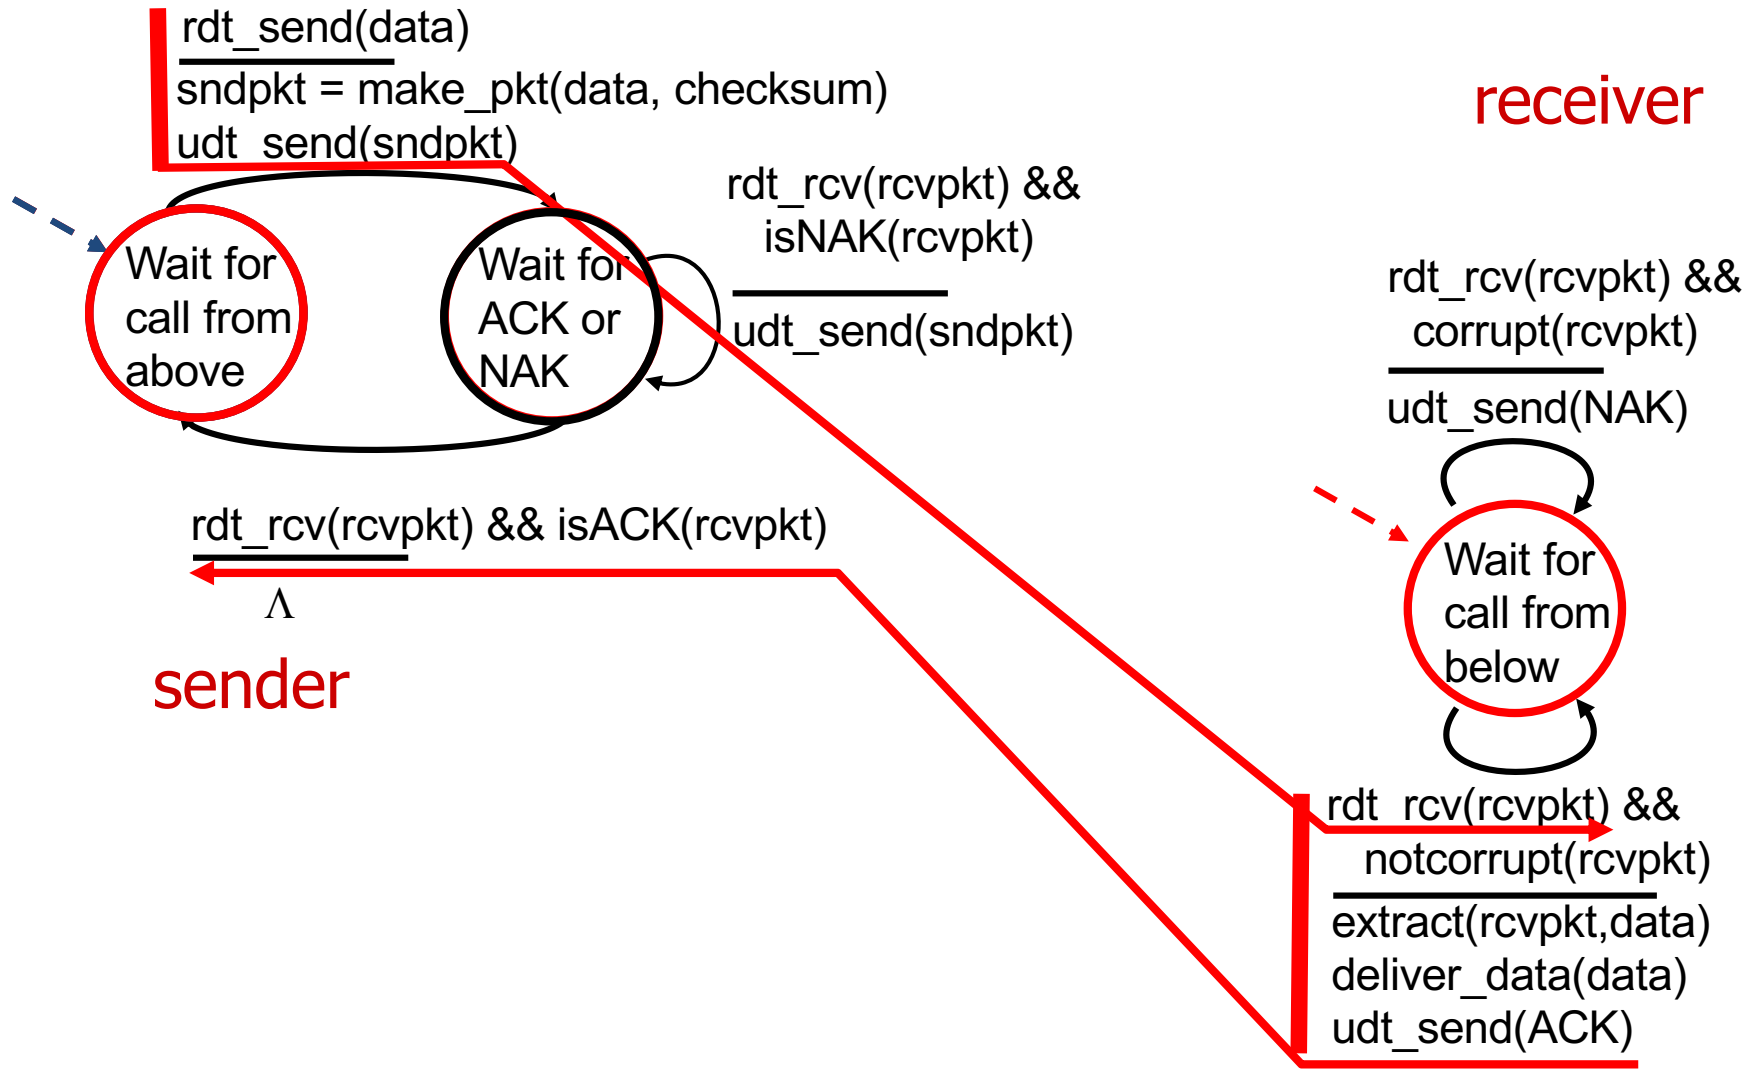 rdt_send(data)
sndpkt = make_pkt(data, checksum)
udt_send(sndpkt)
receiver
rdt_rcv(rcvpkt) &&
isNAK(rcvpkt)
udt_send(sndpkt)
Wait for
call from
above
Wait for
ACK or
NAK
rdt_rcv(rcvpkt) &&
corrupt(rcvpkt)
udt_send(NAK)
rdt_rcv(rcvpkt) && isACK(rcvpkt)
Λ
sender
Wait for
call from
below
rdt_rcv(rcvpkt) &&
notcorrupt(rcvpkt)
extract(rcvpkt,data)
deliver_data(data)
udt_send(ACK)